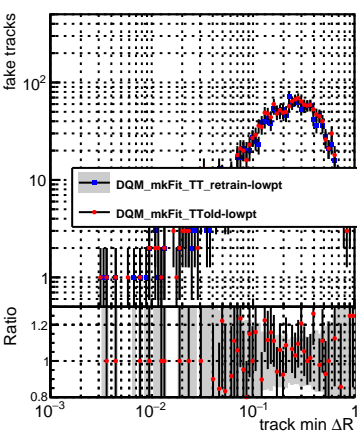 fake tracks
10²
10
1
DQM_mkFit_TT_retrain-lowpt
DQM_mkFit_TTold-lowpt
Ratio
1.2
1
0.8
10⁻³ 10⁻² 10⁻¹ 1
track min ΔR